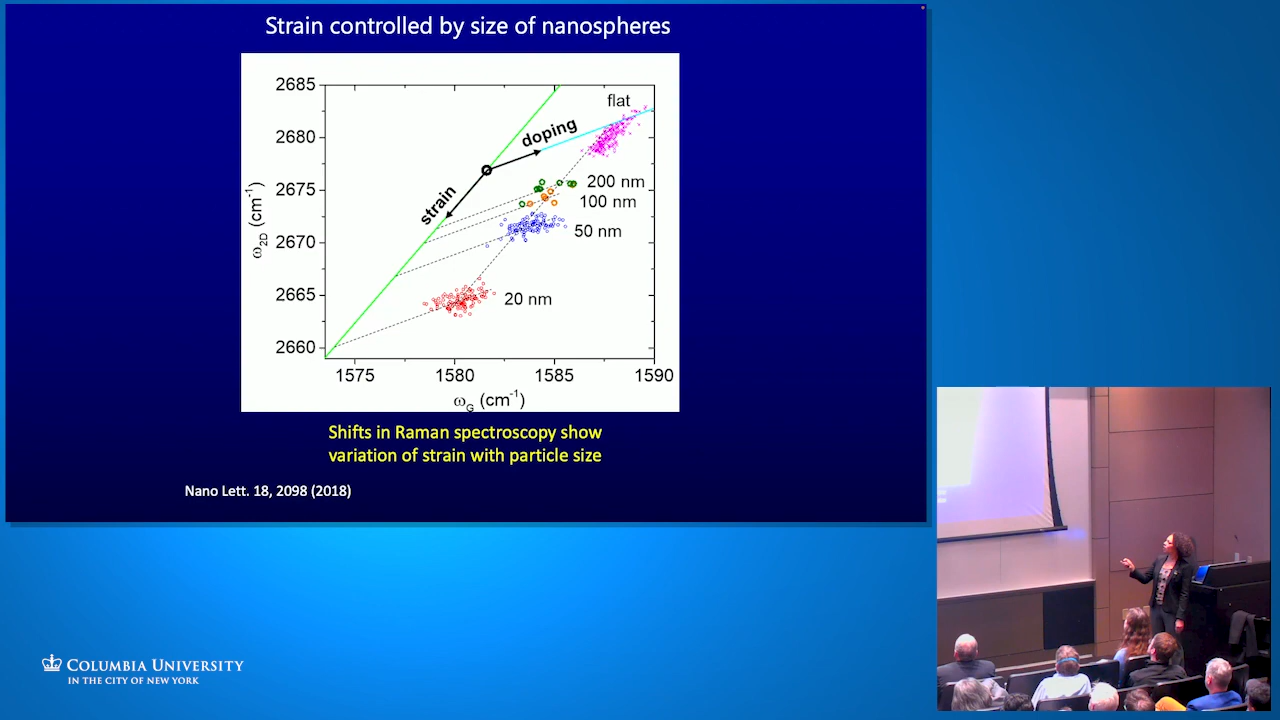 Strain controlled by size of nanospheres
2685
2680
2675
2670
2665
2660
ω2D (cm-1)
flat
doping
strain
200 nm
100 nm
50 nm
20 nm
1575
1580
1585
1590
ωG (cm-1)
Shifts in Raman spectroscopy show
variation of strain with particle size
Nano Lett. 18, 2098 (2018)
COLUMBIA UNIVERSITY
IN THE CITY OF NEW YORK